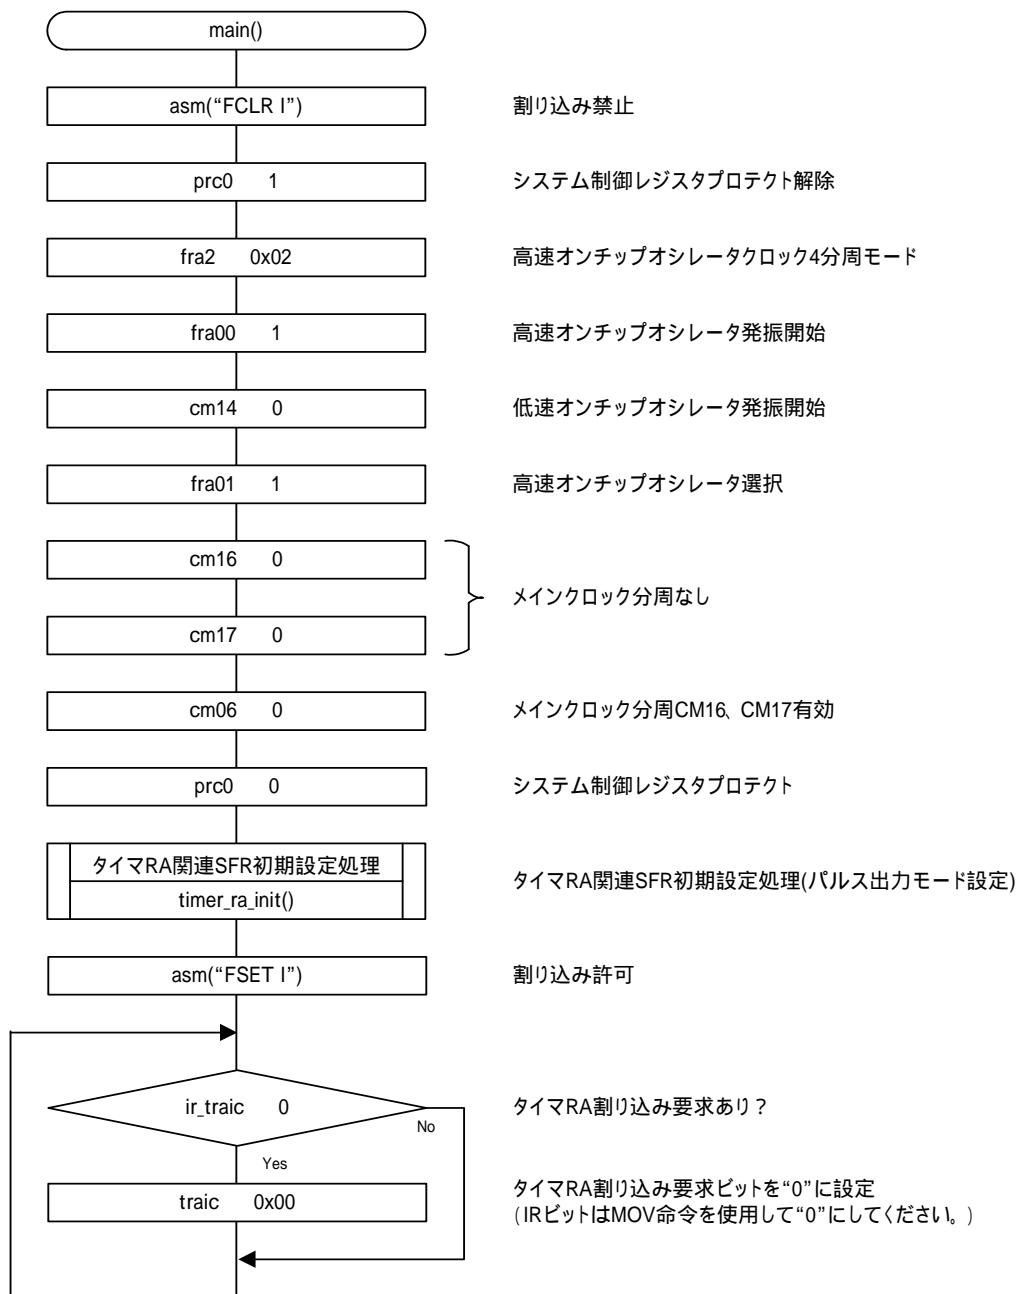 main()
asm(“FCLR I”) 割り込み禁止
prc0 1 システム制御レジスタプロテクト解除
fra2 0x02 高速オンチップオシレータクロック4分周モード
fra00 1 高速オンチップオシレータ発振開始
cm14 0 低速オンチップオシレータ発振開始
fra01 1 高速オンチップオシレータ選択
cm16 0
メインクロック分周なし
cm17 0
cm06 0 メインクロック分周CM16、CM17有効
prc0 0 システム制御レジスタプロテクト
タイマRA関連SFR初期設定処理
timer_ra_init()
タイマRA関連SFR初期設定処理(パルス出力モード設定)
asm(“FSET I”) 割り込み許可
ir_traic 0 タイマRA割り込み要求あり？
No
Yes
traic 0x00
タイマRA割り込み要求ビットを“0”に設定
(IRビットはMOV命令を使用して“0”にしてください。)